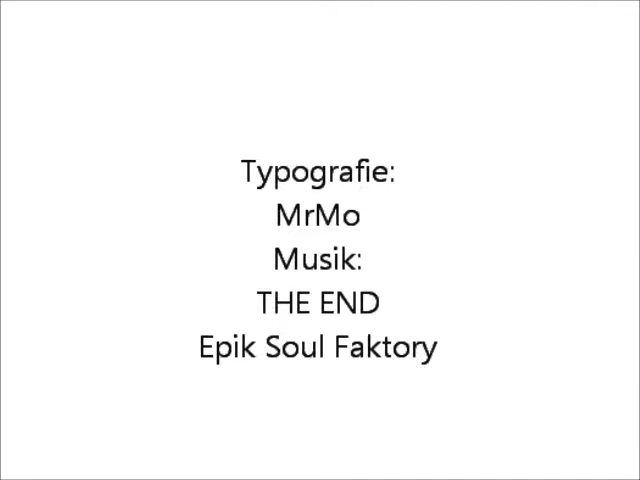 Typografie:
MrMo
Musik:
THE END
Epik Soul Faktory